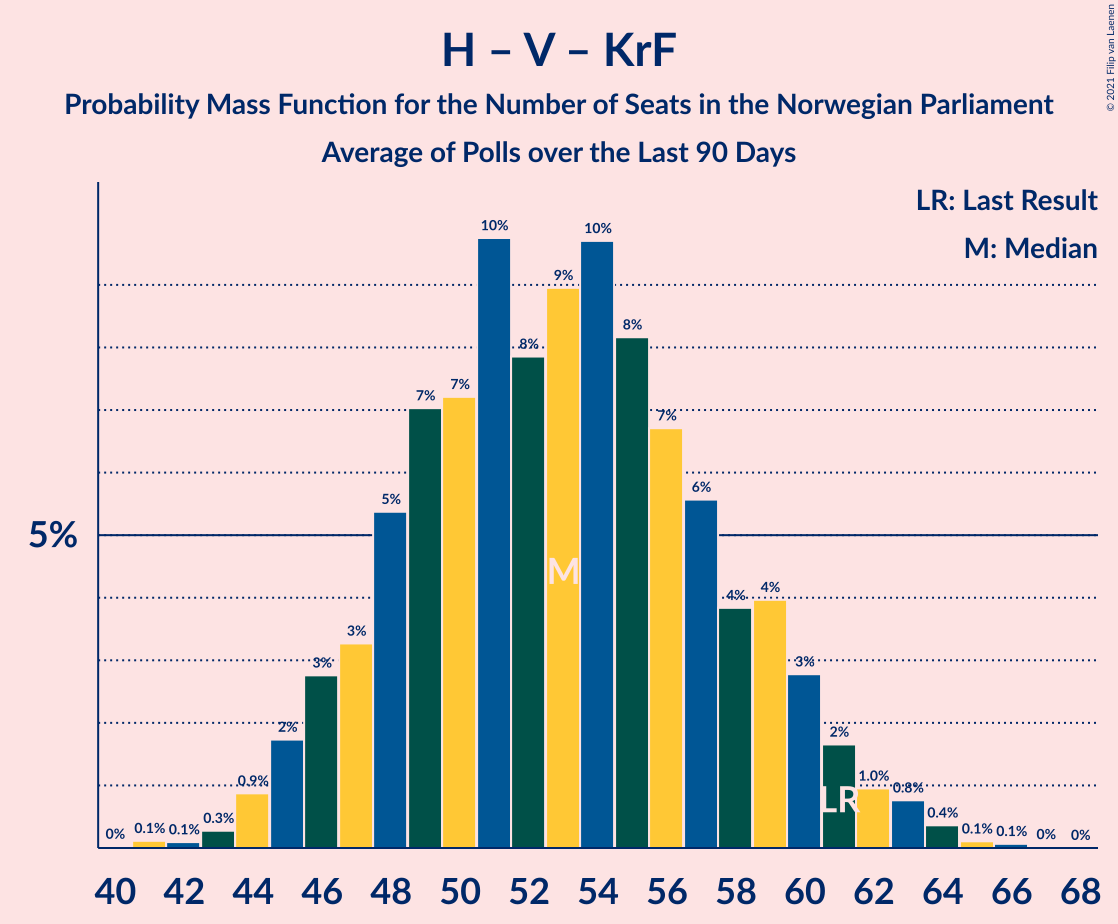 H – V – KrF
Probability Mass Function for the Number of Seats in the Norwegian Parliament
Average of Polls over the Last 90 Days
© 2021 Filip van Laenen
LR: Last Result
M: Median
5%
0% 0.1% 0.1% 0.3% 0.9% 2% 3% 3% 5% 7% 7% 10% 8% 9% 10% 8% 7% 6% 4% 4% 3% 2% 1.0% 0.8% 0.4% 0.1% 0.1% 0% 0%
M
LR
40 42 44 46 48 50 52 54 56 58 60 62 64 66 68